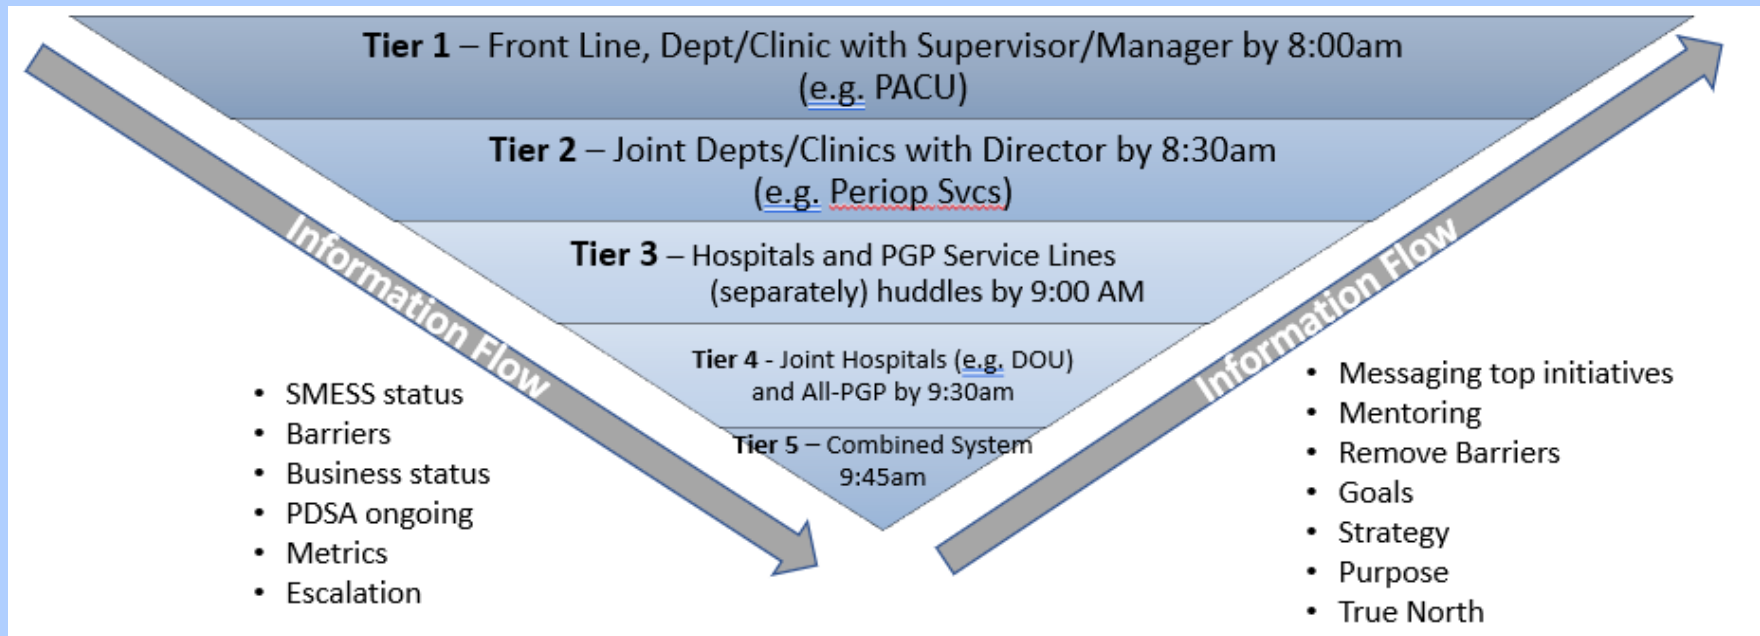 Tier 1 – Front Line, Dept/Clinic with Supervisor/Manager by 8:00am
(e.g. PACU)
Tier 2 – Joint Depts/Clinics with Director by 8:30am
(e.g. Periop Svcs)
Tier 3 – Hospitals and PGP Service Lines
(separately) huddles by 9:00 AM
Tier 4 - Joint Hospitals (e.g. DOU)
and All-PGP by 9:30am
Tier 5 – Combined System
9:45am
Information Flow
• SMESS status
• Barriers
• Business status
• PDSA ongoing
• Metrics
• Escalation
Information Flow
• Messaging top initiatives
• Mentoring
• Remove Barriers
• Goals
• Strategy
• Purpose
• True North